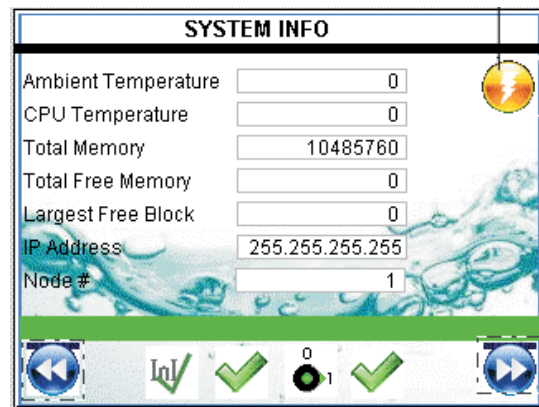 SYSTEM INFO
Ambient Temperature 0
CPU Temperature 0
Total Memory 10485760
Total Free Memory 0
Largest Free Block 0
IP Address 255.255.255.255
Node # 1
0
1